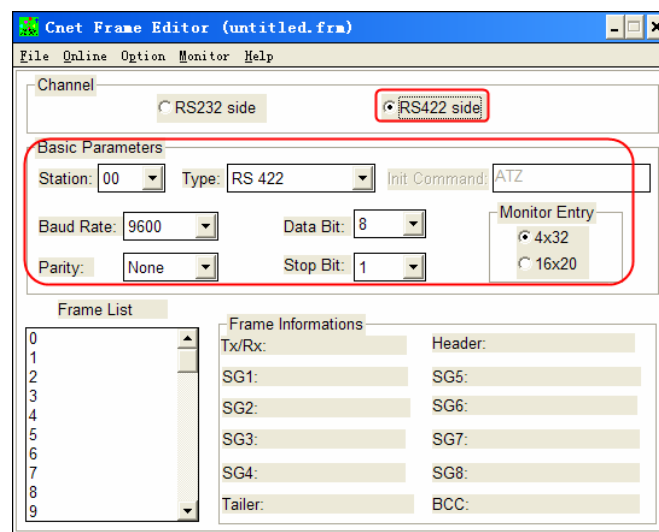 Cnet Frame Editor (untitled.frm)
File Online Option Monitor Help
Channel
RS232 side RS422 side
Basic Parameters
Station: 00 Type: RS 422 Init Command: ATZ
Baud Rate: 9600 Data Bit: 8 Monitor Entry
4x32
Parity: None Stop Bit: 1 16x20
Frame List Frame Informations
0 Tx/Rx: Header:
1
2 SG1: SG5:
3
4 SG2: SG6:
5
6 SG3: SG7:
7 SG4: SG8:
8
9 Tailer: BCC: